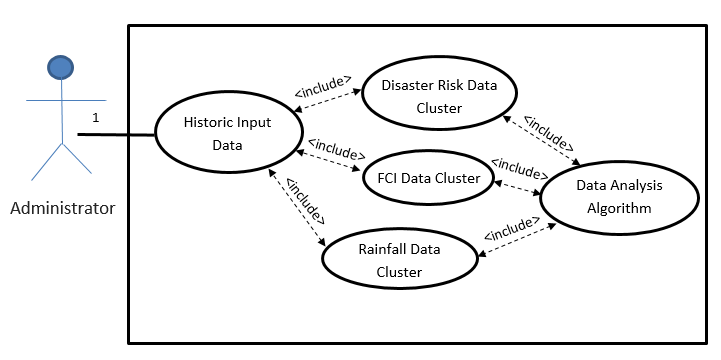 1
Administrator
Historic Input
Data
<include>
Disaster Risk Data
Cluster
<include>
<include>
FCI Data Cluster
<include>
<include>
Rainfall Data
Cluster
<include>
Data Analysis
Algorithm